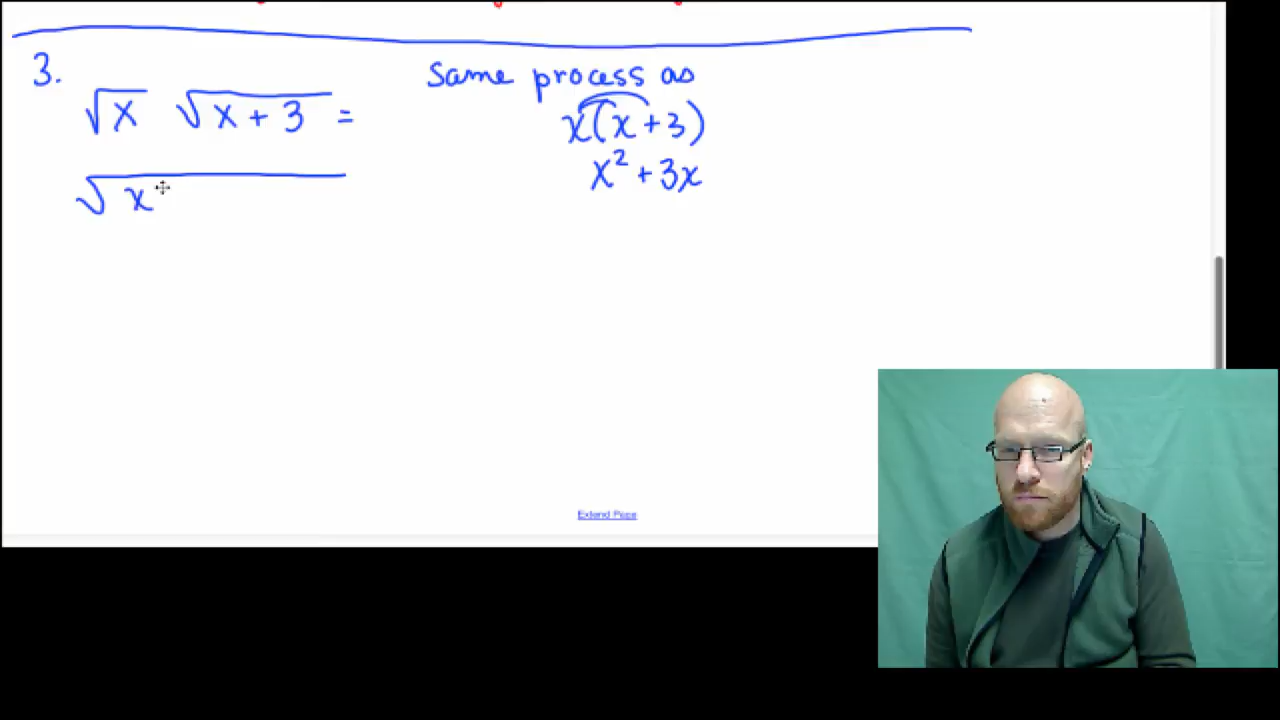 3.
√x √x + 3 =
√x
Same process as
x(x + 3)
x² + 3x
Extend Page